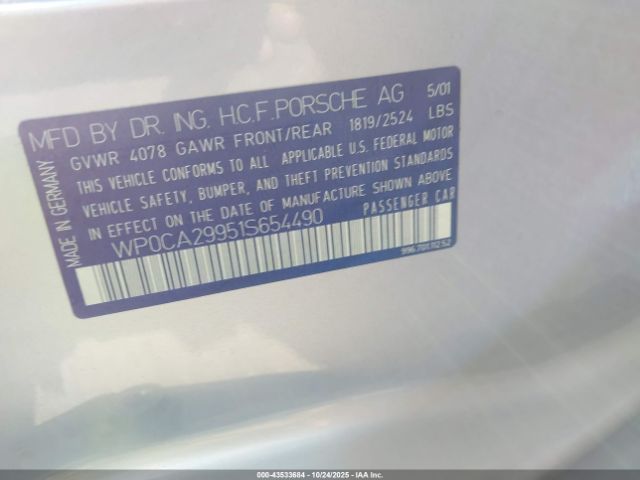 MFD BY DR. ING. H.C.F. PORSCHE AG 5/01
GVWR 4078 GAWR FRONT/REAR 1819/2524 LBS
THIS VEHICLE CONFORMS TO ALL APPLICABLE U.S. FEDERAL MOTOR
VEHICLE SAFETY, BUMPER, AND THEFT PREVENTION STANDARDS
IN EFFECT ON THE DATE OF MANUFACTURE SHOWN ABOVE
WP0CA29951S654490 PASSENGER CAR
MADE IN GERMANY
996.701.112.52
000-43533684 - 10/24/2025 - IAAI, Inc.